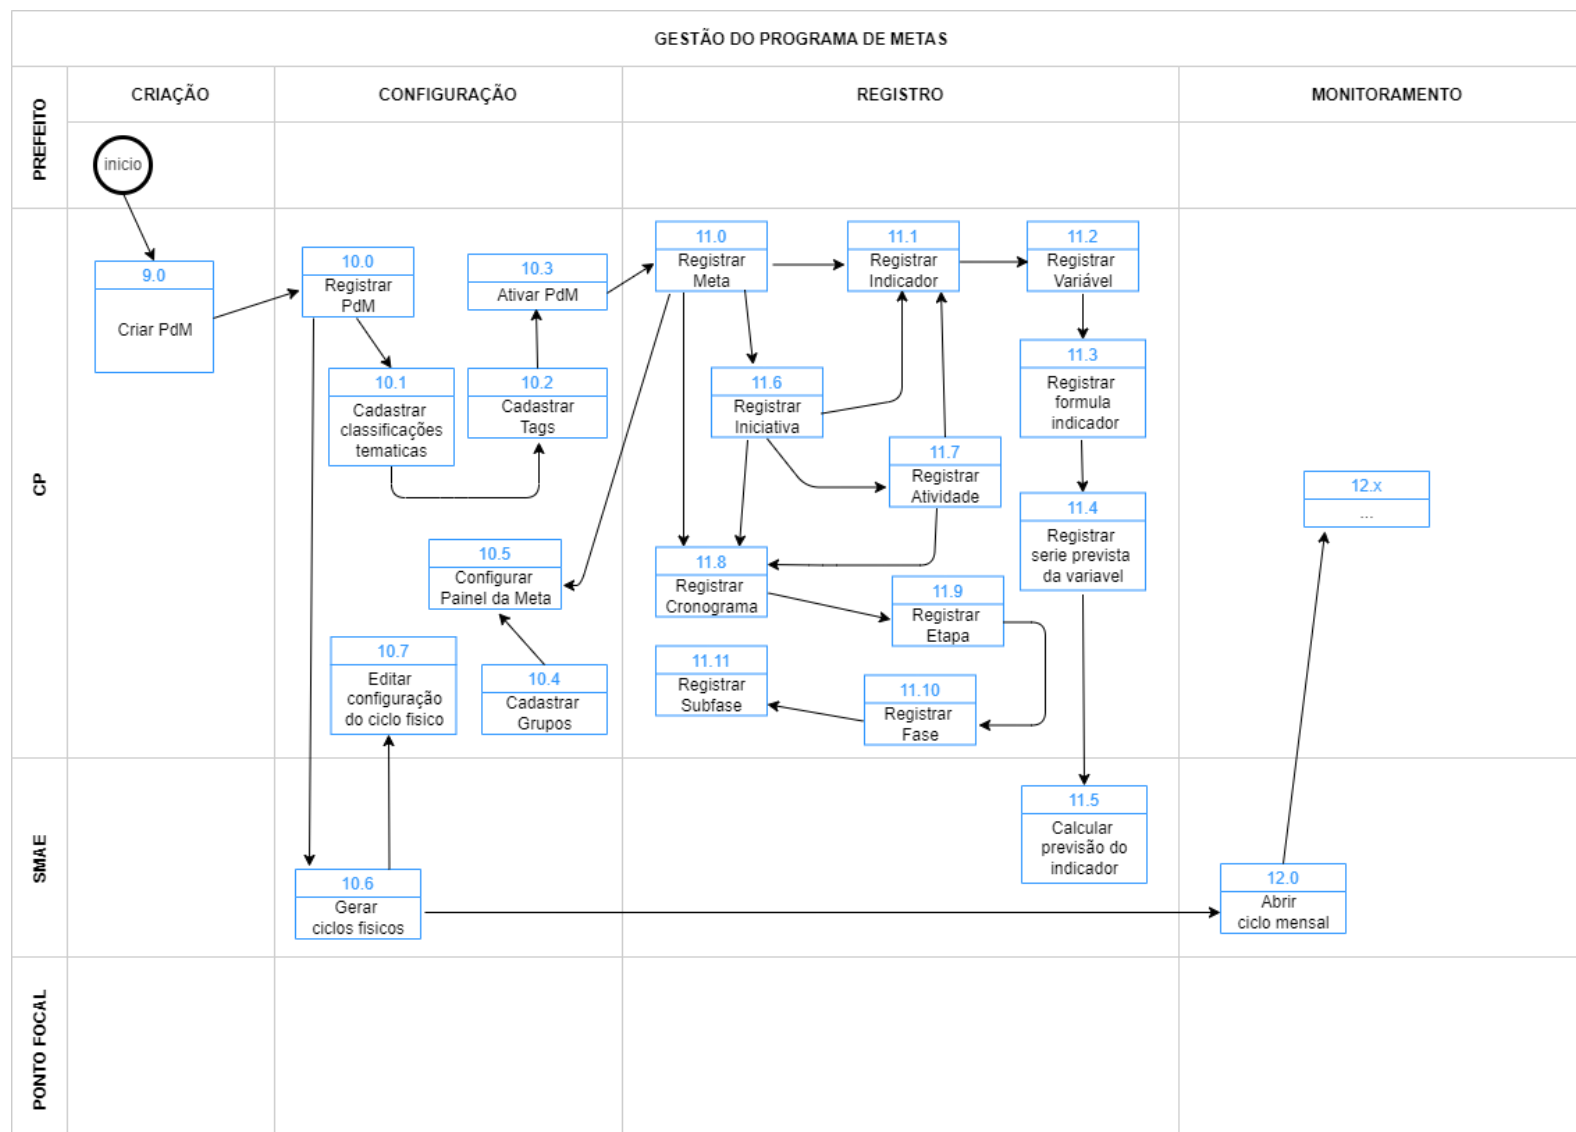 GESTÃO DO PROGRAMA DE METAS
CRIAÇÃO
CONFIGURAÇÃO
REGISTRO
MONITORAMENTO
PREFEITO
inicio
CP
9.0
Criar PdM
10.0
Registrar
PdM
10.3
Ativar PdM
10.1
Cadastrar
classificações
tematicas
10.2
Cadastrar
Tags
10.5
Configurar
Painel da Meta
10.7
Editar
configuração
do ciclo fisico
10.4
Cadastrar
Grupos
11.0
Registrar
Meta
11.1
Registrar
Indicador
11.2
Registrar
Variável
11.6
Registrar
Iniciativa
11.3
Registrar
formula
indicador
11.7
Registrar
Atividade
11.4
Registrar
serie prevista
da variavel
11.8
Registrar
Cronograma
11.9
Registrar
Etapa
11.11
Registrar
Subfase
11.10
Registrar
Fase
12.x
...
SMAE
10.6
Gerar
ciclos fisicos
11.5
Calcular
previsão do
indicador
12.0
Abrir
ciclo mensal
PONTO FOCAL